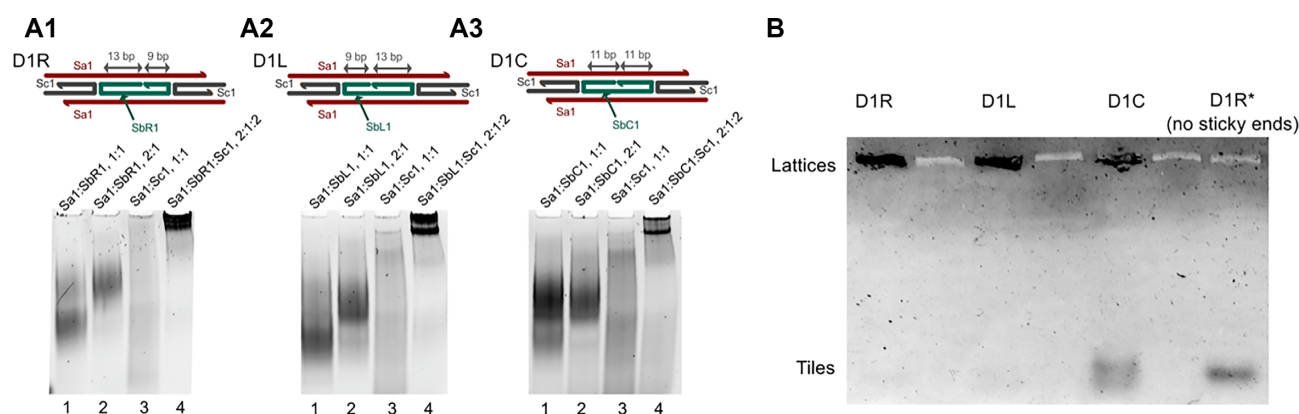 A1
D1R
13 bp
9 bp
Sa1
Sc1
Sc1
Sa1
SbR1
Sa1:SbR1, 1:1
Sa1:SbR1, 2:1
Sa1:Sc1, 1:1
Sa1:SbR1:Sc1, 2:1:2
1 2 3 4
A2
D1L
9 bp
13 bp
Sa1
Sc1
Sc1
Sa1
SbL1
Sa1:SbL1, 1:1
Sa1:SbL1, 2:1
Sa1:Sc1, 1:1
Sa1:SbL1:Sc1, 2:1:2
1 2 3 4
A3
D1C
11 bp
11 bp
Sa1
Sc1
Sc1
Sa1
SbC1
Sa1:SbC1, 1:1
Sa1:SbC1, 2:1
Sa1:Sc1, 1:1
Sa1:SbC1:Sc1, 2:1:2
1 2 3 4
B
D1R D1L D1C D1R*
(no sticky ends)
Lattices
Tiles